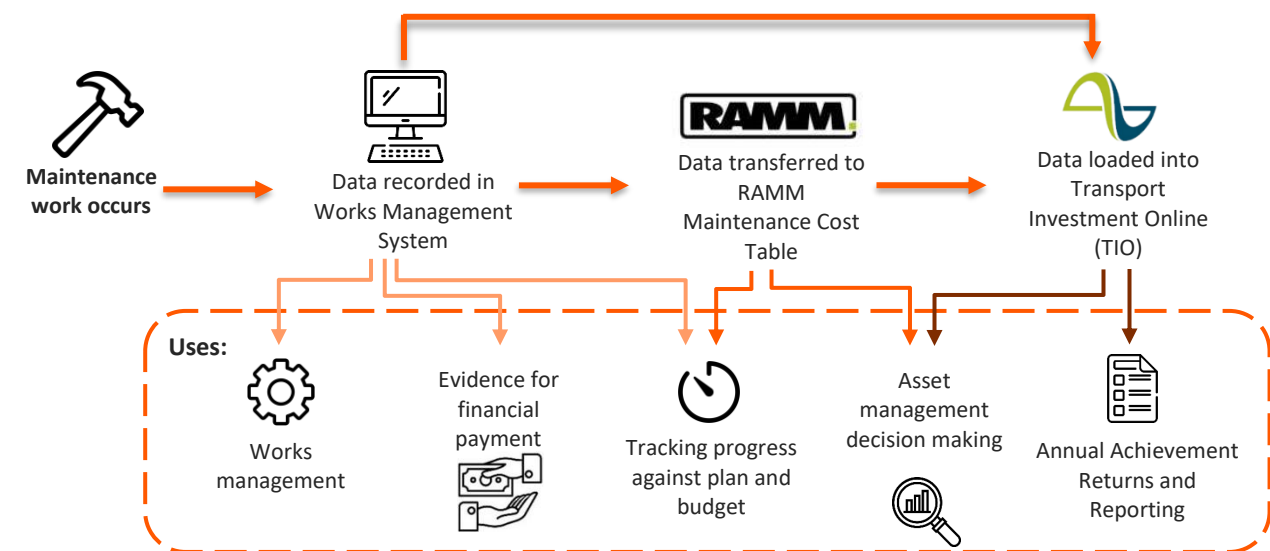 Maintenance
work occurs
Data recorded in
Works Management
System
RAMM.
Data transferred to
RAMM
Maintenance Cost
Table
Data loaded into
Transport
Investment Online
(TIO)
Uses:
Works
management
Evidence for
financial
payment
Tracking progress
against plan and
budget
Asset
management
decision making
Annual Achievement
Returns and
Reporting